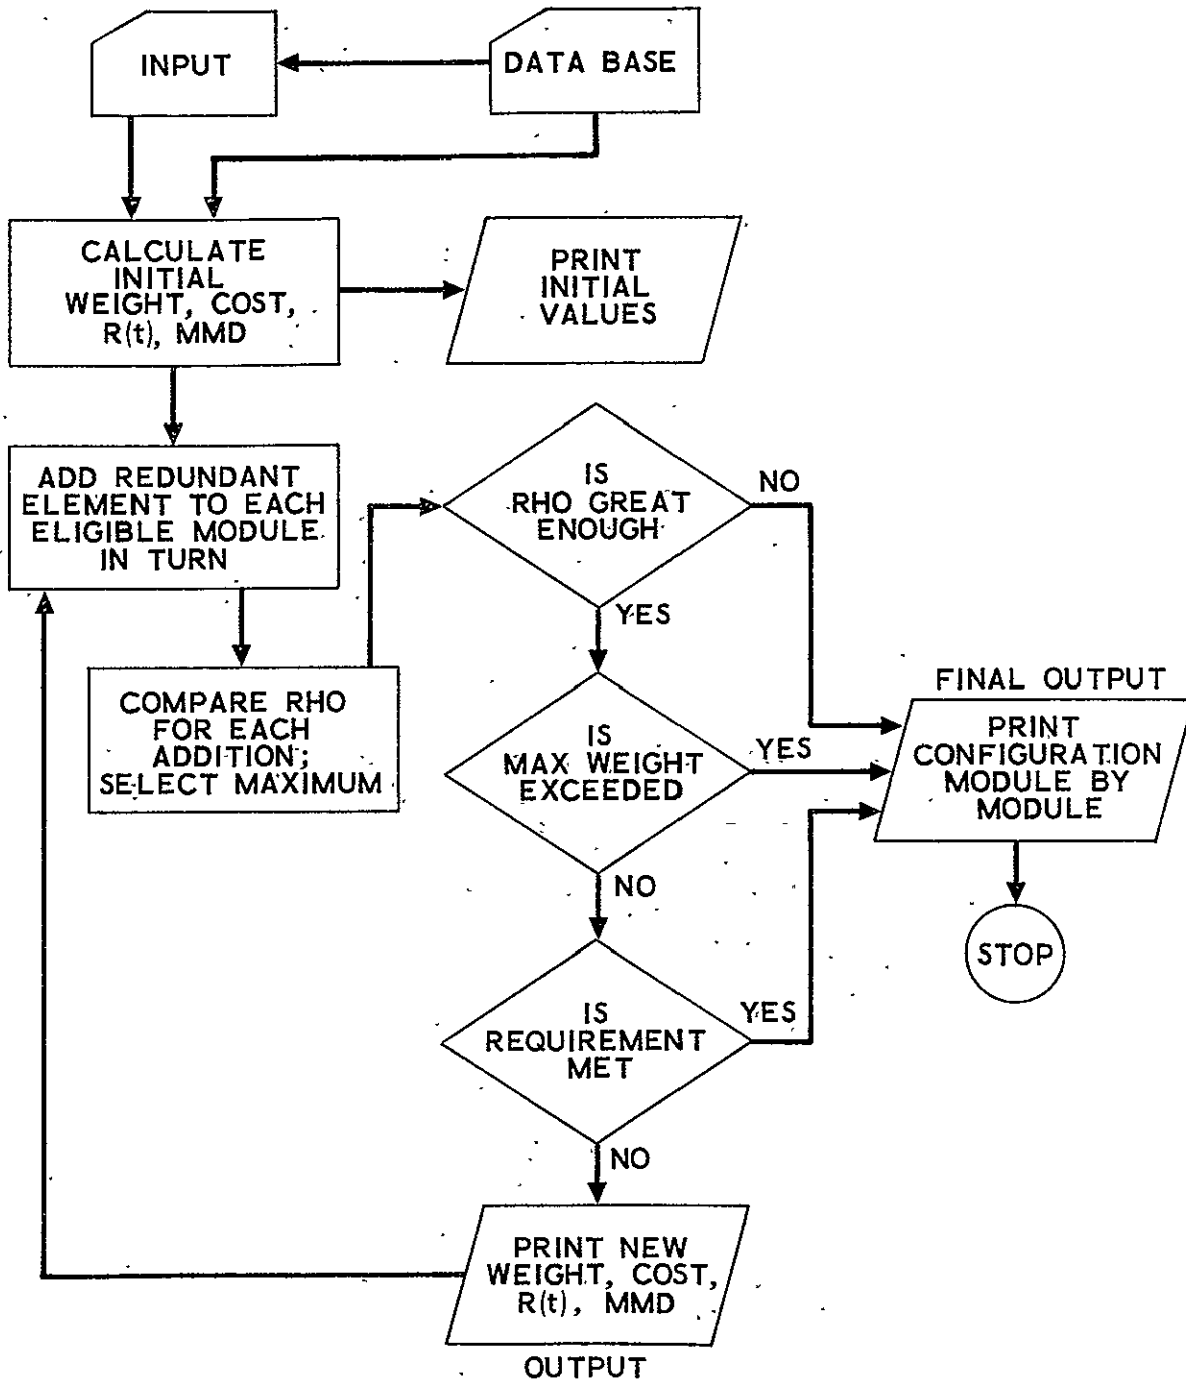 INPUT
DATA BASE
CALCULATE
INITIAL
WEIGHT, COST,
R(t), MMD
PRINT
INITIAL
VALUES
ADD REDUNDANT
ELEMENT TO EACH
ELIGIBLE MODULE
IN TURN
COMPARE RHO
FOR EACH
ADDITION;
SELECT MAXIMUM
IS
RHO GREAT
ENOUGH
NO
YES
IS
MAX WEIGHT
EXCEEDED
YES
NO
FINAL OUTPUT
PRINT
CONFIGURATION
MODULE BY
MODULE
STOP
IS
REQUIREMENT
MET
YES
NO
PRINT NEW
WEIGHT, COST,
R(t), MMD
OUTPUT